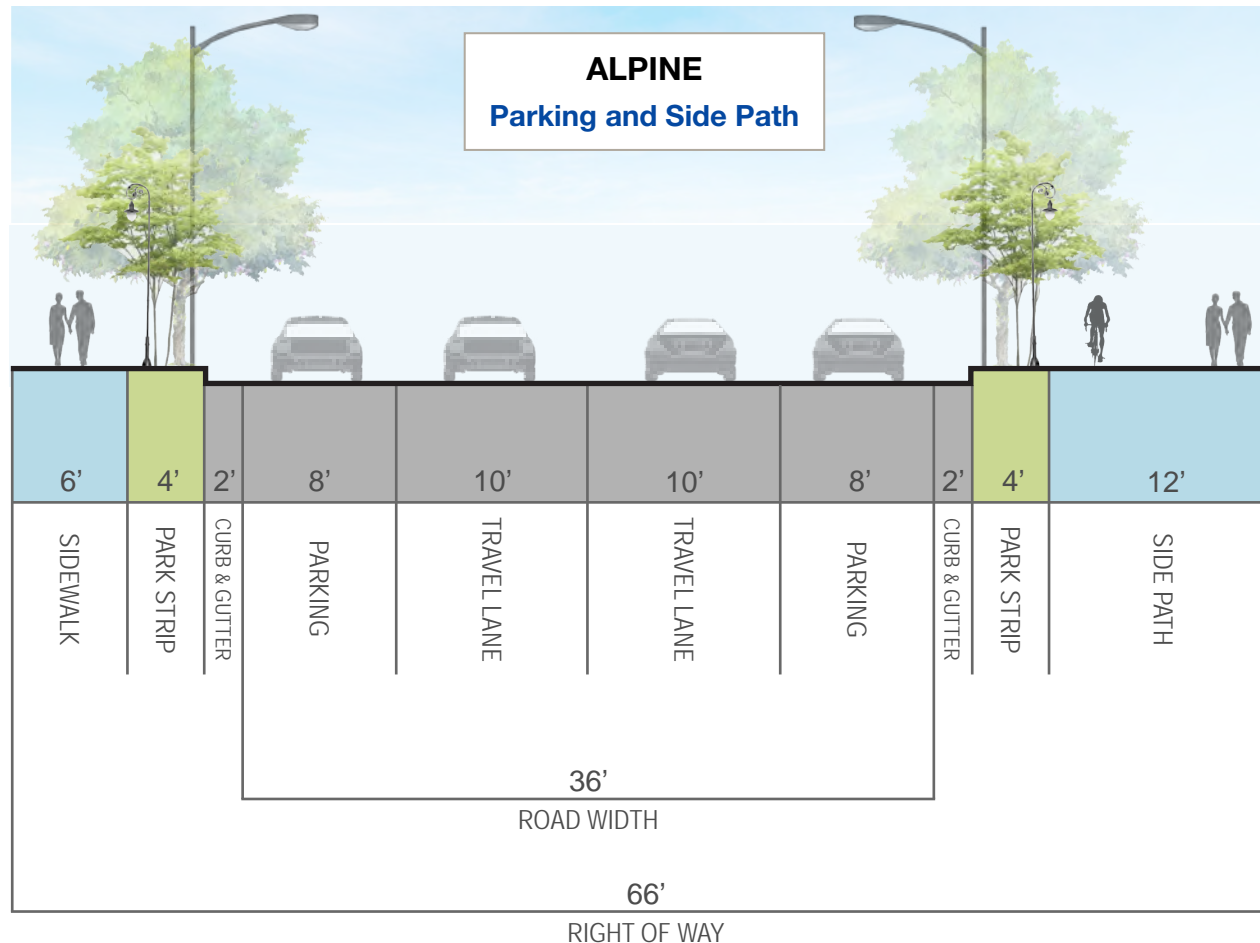 ALPINE
Parking and Side Path
6’
4’
2’
8’
10’
10’
8’
2’
4’
12’
SIDEWALK
PARK STRIP
CURB & GUTTER
PARKING
TRAVEL LANE
TRAVEL LANE
PARKING
CURB & GUTTER
PARK STRIP
SIDE PATH
36’
ROAD WIDTH
66’
RIGHT OF WAY